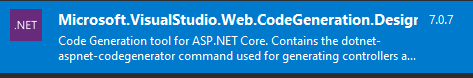 .NET
Microsoft.VisualStudio.Web.CodeGeneration.Design 7.0.7
Code Generation tool for ASP.NET Core. Contains the dotnet-
aspnet-codegenerator command used for generating controllers a...